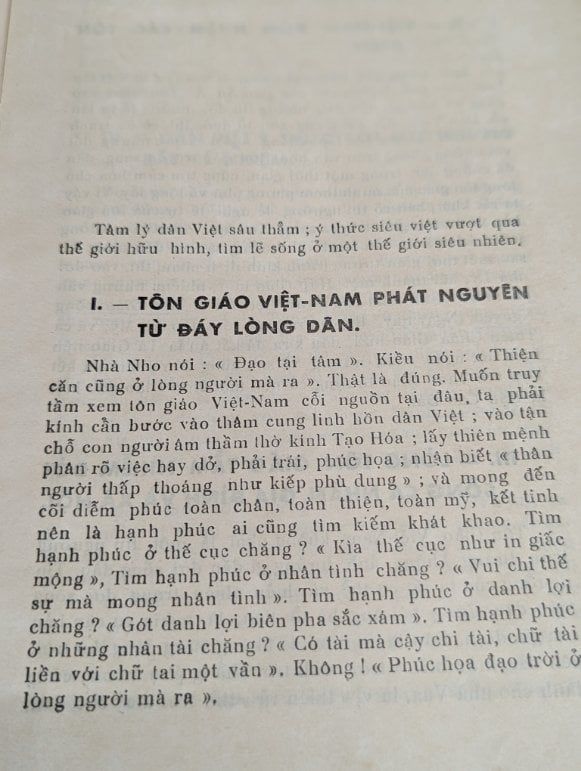 Tâm lý dân Việt sâu thẳm ; ý thức siêu việt vượt qua
thế giới hữu hình, tìm lẽ sống ở một thế giới siêu nhiên.
I. — TÔN GIÁO VIỆT-NAM PHÁT NGUYÊN
TỪ ĐÁY LÒNG DÂN.
Nhà Nho nói : « Đạo tại tâm ». Kiều nói : « Thiện
căn cũng ở lòng người mà ra ». Thật là đúng. Muốn truy
tầm xem tôn giáo Việt-Nam cỗi nguồn tại đâu, ta phải
kính cẩn bước vào thâm cung linh hồn dân Việt ; vào tận
chỗ con người âm thầm thờ kính Tạo Hóa ; lấy thiên mệnh
phân rõ việc hay dở, phải trái, phúc họa ; nhận biết « thân
người thấp thoáng như kiếp phù dung » ; và mong đến
cõi diễm phúc toàn chân, toàn thiện, toàn mỹ, kết tinh
nên là hạnh phúc ai cũng tìm kiếm khát khao. Tìm
hạnh phúc ở thế cục chăng ? « Kìa thế cục như in giấc
mộng », Tìm hạnh phúc ở nhân tình chăng ? « Vui chi thế
sự mà mong nhân tình ». Tìm hạnh phúc ở danh lợi
chăng ? « Gót danh lợi biên pha sắc xám ». Tìm hạnh phúc
ở những nhân tài chăng ? « Có tài mà cậy chi tài, chữ tài
liền với chữ tai một vần ». Không ! « Phúc họa đạo trời ở
lòng người mà ra ».